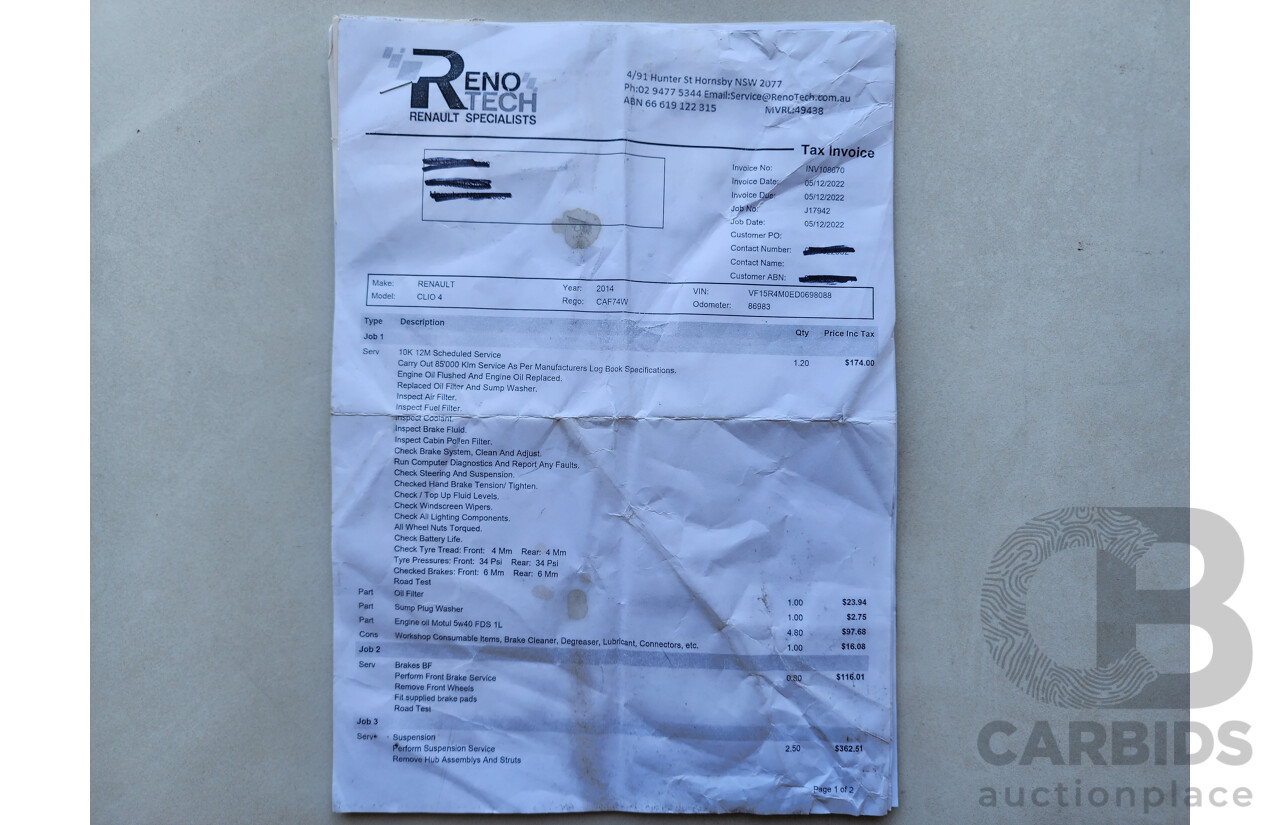 RENO
TECH
RENAULT SPECIALISTS
4/91 Hunter St Hornsby NSW 2077
Ph:02 9477 5344 Email:Service@RenoTech.com.au
ABN 66 619 122 315 MVRL:49438
Tax Invoice
Invoice No: INV108670
Invoice Date: 05/12/2022
Invoice Due: 05/12/2022
Job No: J17942
Job Date: 05/12/2022
Customer PO:
Contact Number:
Contact Name:
Customer ABN:
Make: RENAULT Year: 2014 VIN: VF15R4M0ED0698088
Model: CLIO 4 Rego: CAF74W Odometer: 86983
Type Description Qty Price Inc Tax
Job 1
Serv 10K 12M Scheduled Service 1.20 $174.00
Carry Out 85'000 Klm Service As Per Manufacturers Log Book Specifications.
Engine Oil Flushed And Engine Oil Replaced.
Replaced Oil Filter And Sump Washer.
Inspect Air Filter.
Inspect Fuel Filter.
Inspect Coolant.
Inspect Brake Fluid.
Inspect Cabin Pollen Filter.
Check Brake System, Clean And Adjust.
Run Computer Diagnostics And Report Any Faults.
Check Steering And Suspension.
Checked Hand Brake Tension/ Tighten.
Check / Top Up Fluid Levels.
Check Windscreen Wipers.
Check All Lighting Components.
All Wheel Nuts Torqued.
Check Battery Life.
Check Tyre Tread: Front: 4 Mm Rear: 4 Mm
Tyre Pressures: Front: 34 Psi Rear: 34 Psi
Checked Brakes: Front: 6 Mm Rear: 6 Mm
Road Test
Part Oil Filter 1.00 $23.94
Part Sump Plug Washer 1.00 $2.75
Part Engine oil Motul 5w40 FDS 1L 4.80 $97.68
Cons Workshop Consumable Items, Brake Cleaner, Degreaser, Lubricant, Connectors, etc. 1.00 $16.08
Job 2
Serv Brakes BF 0.80 $116.01
Perform Front Brake Service
Remove Front Wheels
Fit supplied brake pads
Road Test
Job 3
Serv Suspension 2.50 $362.51
Perform Suspension Service
Remove Hub Assemblys And Struts
Page 1 of 2
CB
CARBIDS
auctionplace